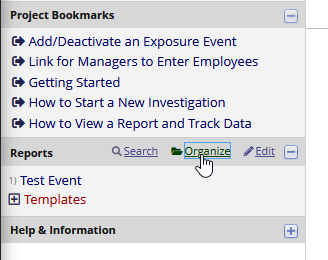 Project Bookmarks
Add/Deactivate an Exposure Event
Link for Managers to Enter Employees
Getting Started
How to Start a New Investigation
How to View a Report and Track Data
Reports Search Organize Edit
1) Test Event
Templates
Help & Information